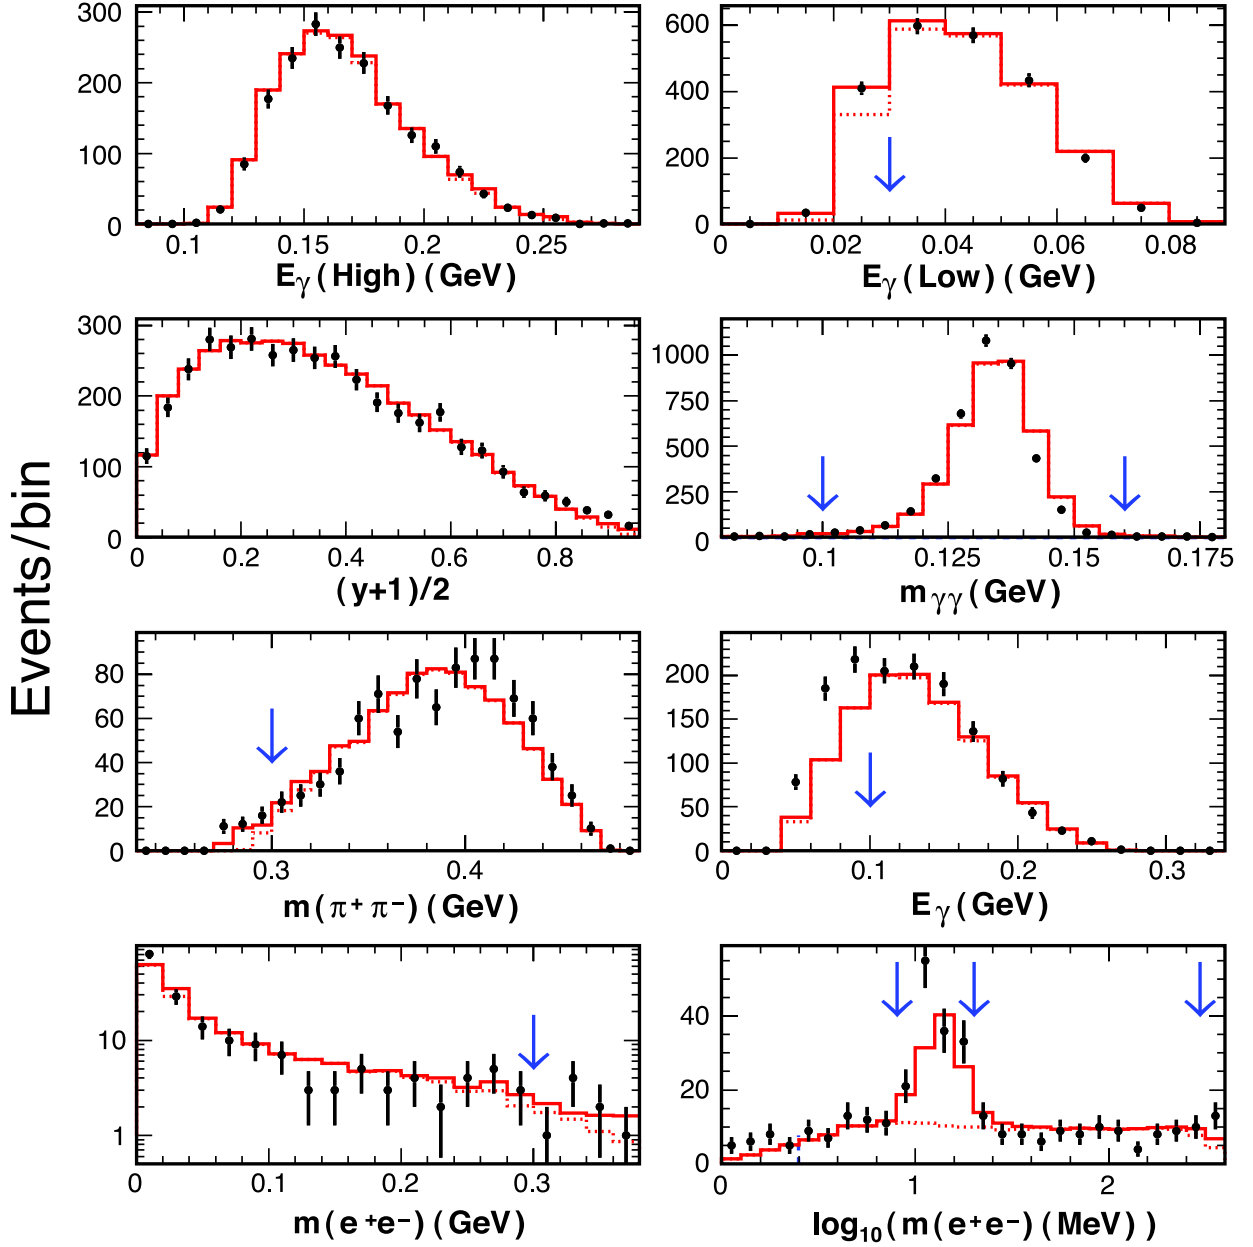 Events/bin
300
200
100
0
0.1 0.15 0.2 0.25
Eγ(High)(GeV)
600
400
200
0
0 0.02 0.04 0.06 0.08
Eγ(Low)(GeV)
300
200
100
0
0 0.2 0.4 0.6 0.8
(y+1)/2
1000
750
500
250
0
0.1 0.125 0.15 0.175
mγγ(GeV)
80
60
40
20
0
0.3 0.4
m(π+π−)(GeV)
200
150
100
50
0
0 0.1 0.2 0.3
Eγ(GeV)
10
1
0 0.1 0.2 0.3
m(e+e−)(GeV)
40
20
0
0 1 2
log10(m(e+e−)(MeV))